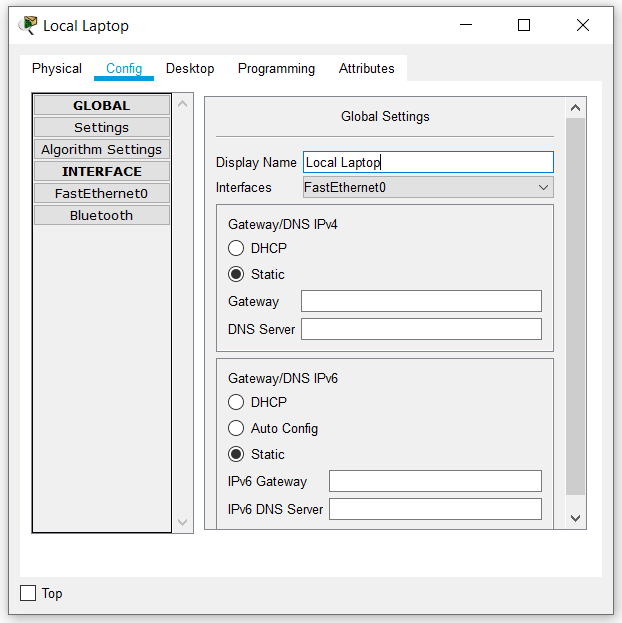 Local Laptop
Physical Config Desktop Programming Attributes
GLOBAL
Settings
Algorithm Settings
INTERFACE
FastEthernet0
Bluetooth
Global Settings
Display Name Local Laptop
Interfaces FastEthernet0
Gateway/DNS IPv4
DHCP
Static
Gateway
DNS Server
Gateway/DNS IPv6
DHCP
Auto Config
Static
IPv6 Gateway
IPv6 DNS Server
Top